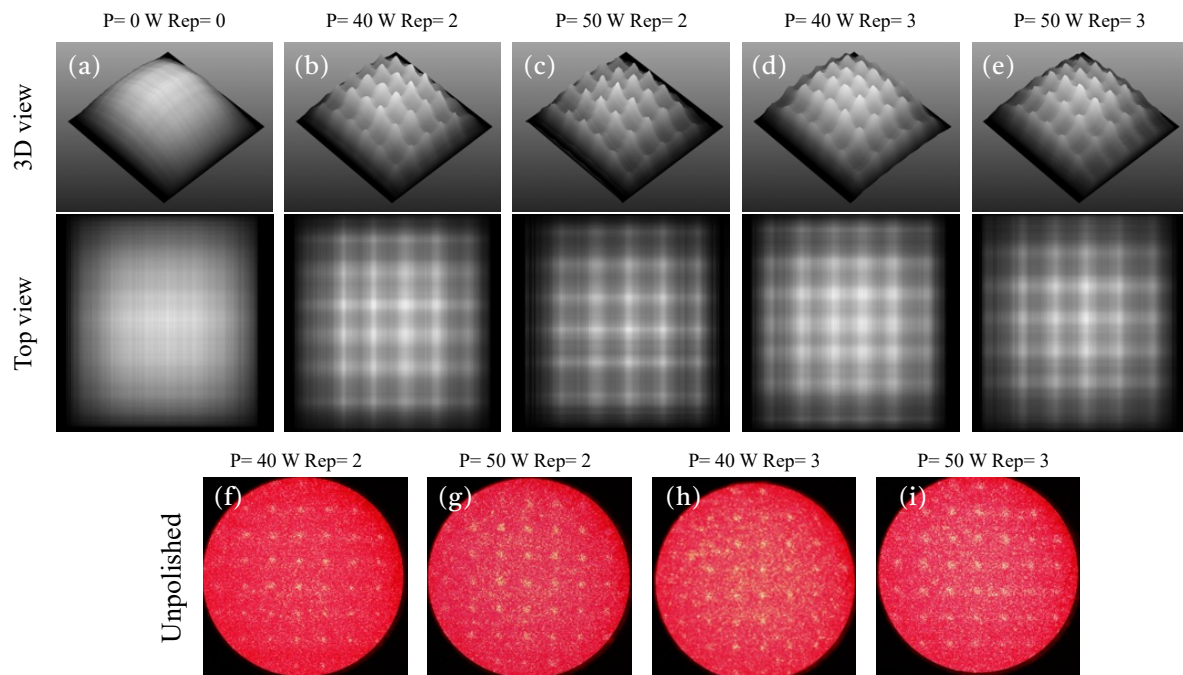 P= 0 W Rep= 0
P= 40 W Rep= 2
P= 50 W Rep= 2
P= 40 W Rep= 3
P= 50 W Rep= 3
3D view
(a)
(b)
(c)
(d)
(e)
Top view
P= 40 W Rep= 2
P= 50 W Rep= 2
P= 40 W Rep= 3
P= 50 W Rep= 3
Unpolished
(f)
(g)
(h)
(i)